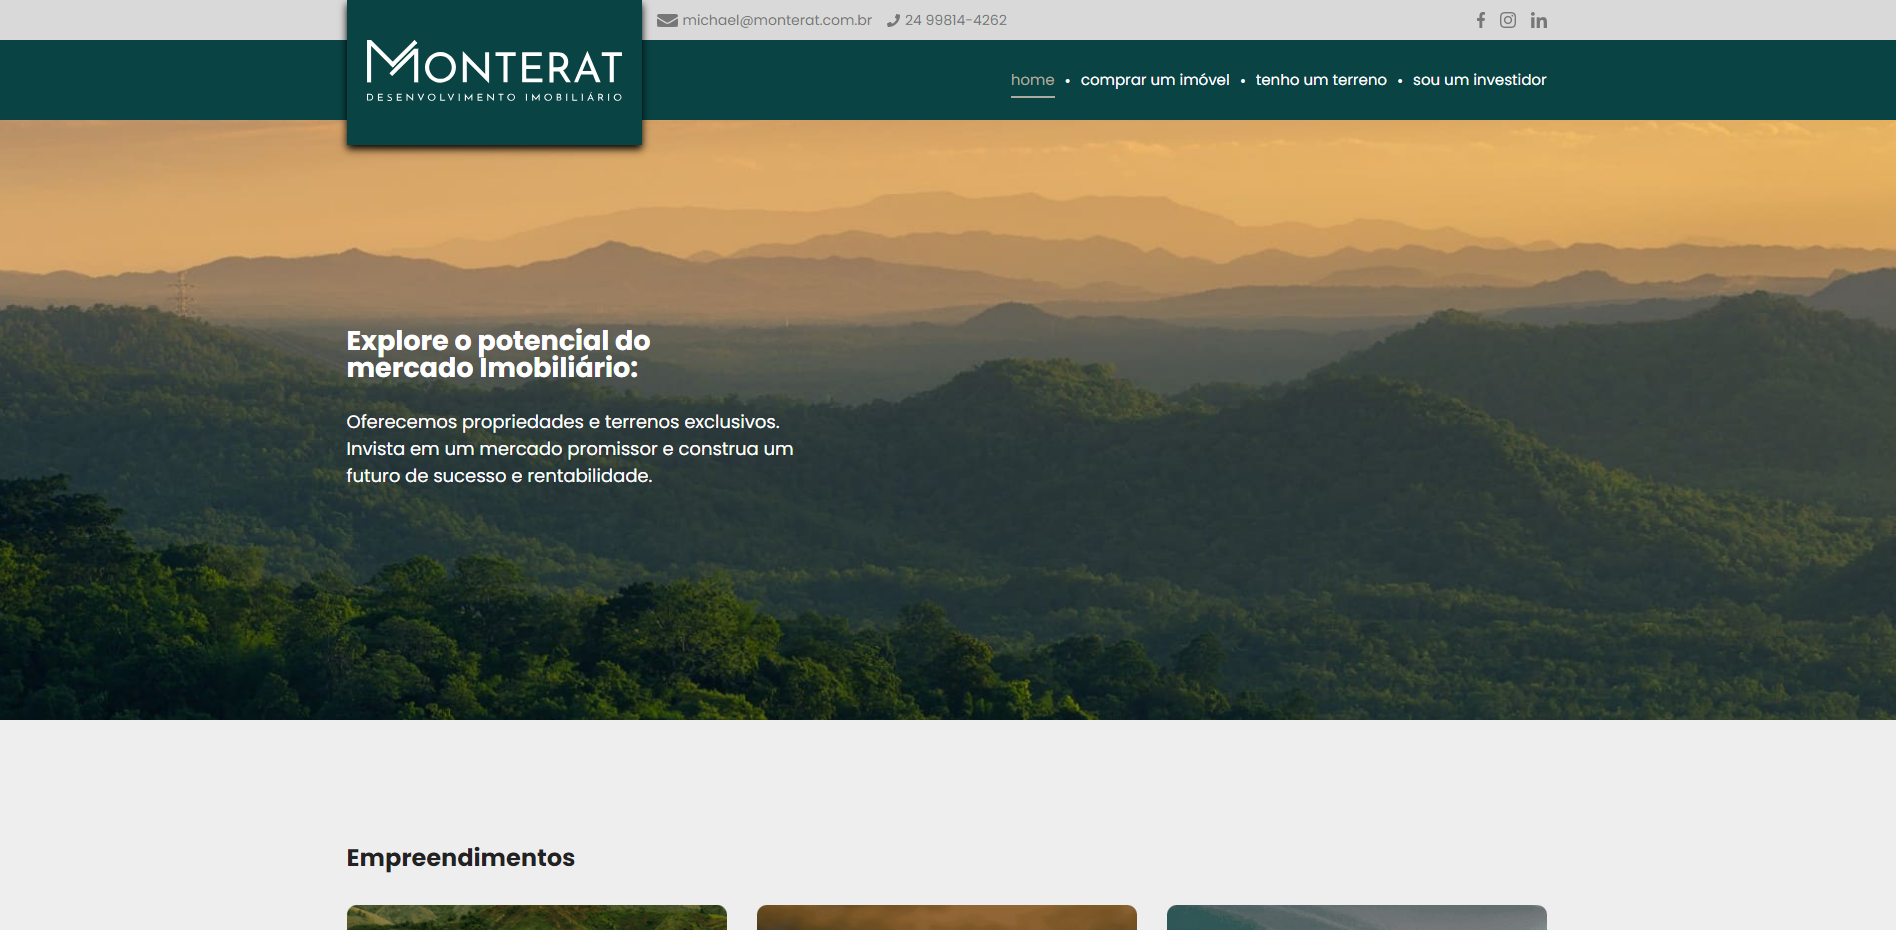 michael@monterat.com.br 24 99814-4262
MONTERAT
DESENVOLVIMENTO IMOBILIÁRIO
home • comprar um imóvel • tenho um terreno • sou um investidor
Explore o potencial do
mercado Imobiliário:
Oferecemos propriedades e terrenos exclusivos.
Invista em um mercado promissor e construa um
futuro de sucesso e rentabilidade.
Empreendimentos